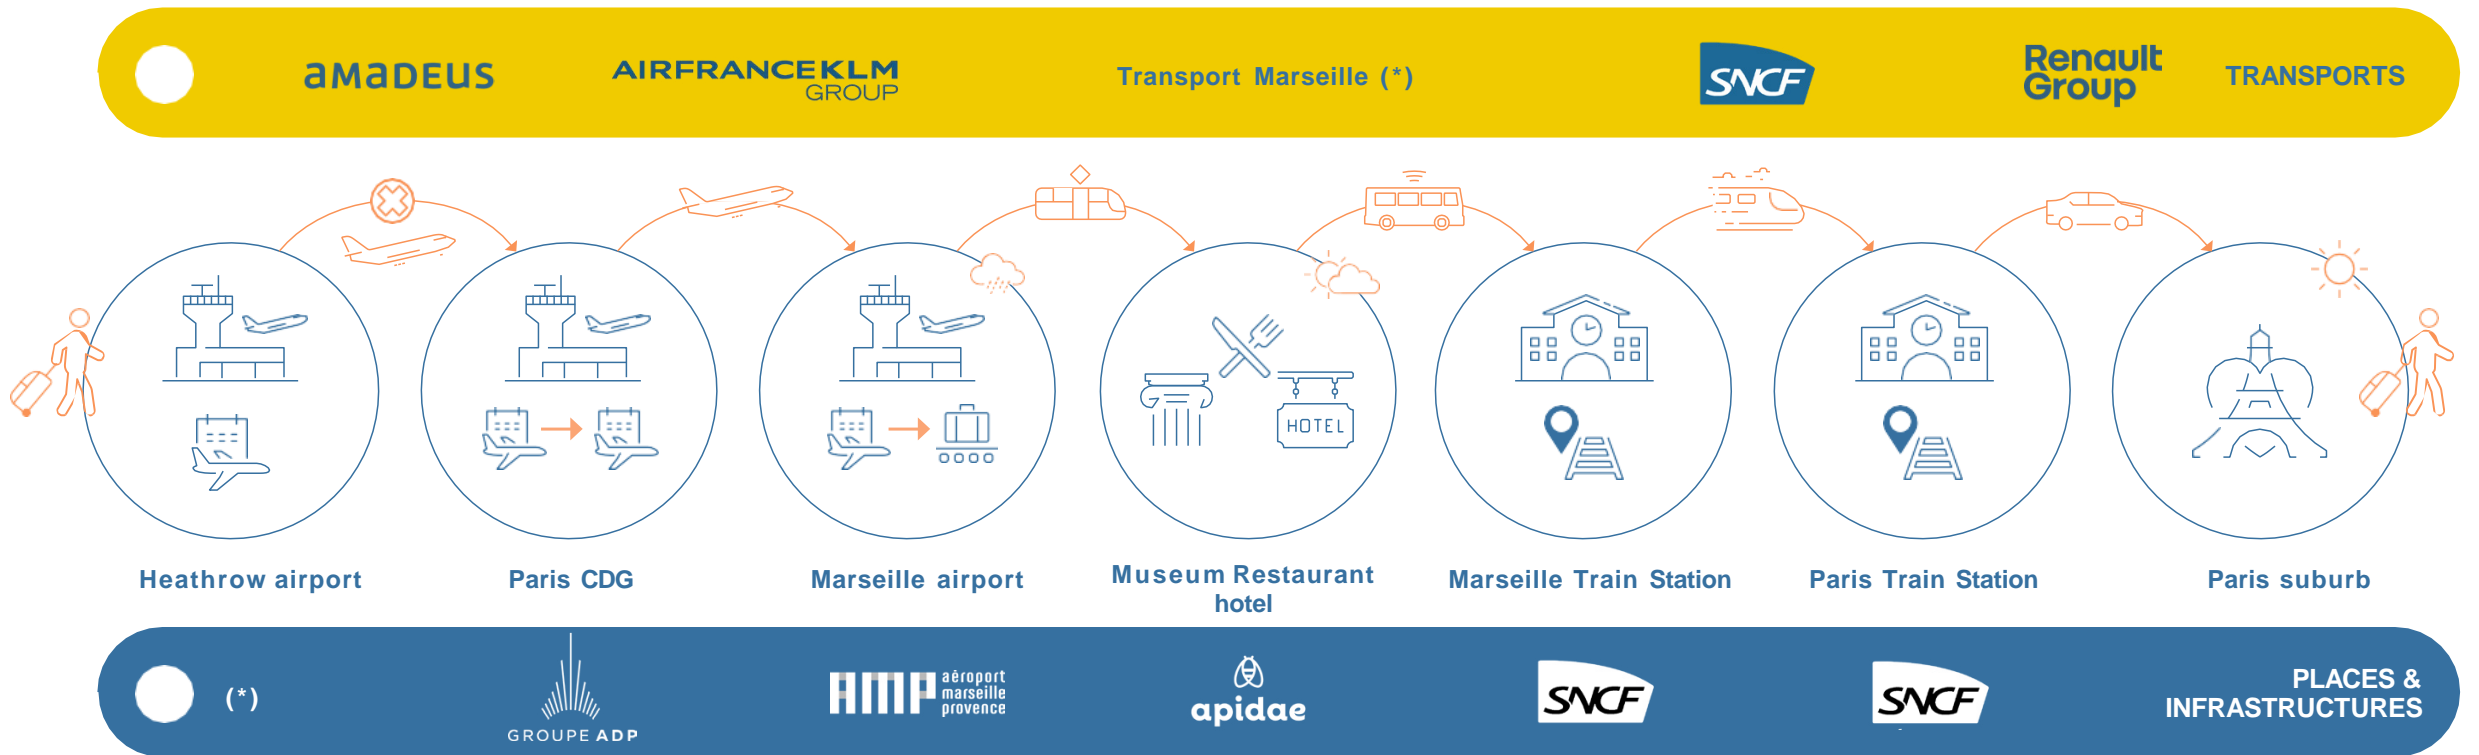 amadeus
AIRFRANCEKLM
GROUP
Transport Marseille (*)
SNCF
Renault
Group
TRANSPORTS
HOTEL
Heathrow airport
Paris CDG
Marseille airport
Museum Restaurant
hotel
Marseille Train Station
Paris Train Station
Paris suburb
(*)
GROUPE ADP
AMP
aéroport
marseille
provence
apidae
SNCF
SNCF
PLACES &
INFRASTRUCTURES